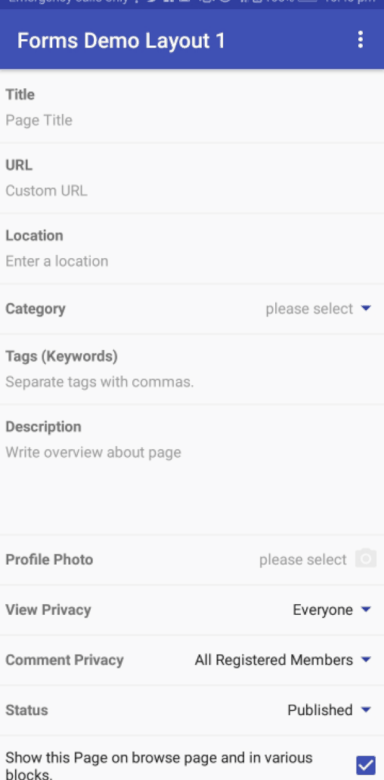 Emergency calls only
Forms Demo Layout 1
Title
Page Title
URL
Custom URL
Location
Enter a location
Category please select
Tags (Keywords)
Separate tags with commas.
Description
Write overview about page
Profile Photo please select
View Privacy Everyone
Comment Privacy All Registered Members
Status Published
Show this Page on browse page and in various
blocks.